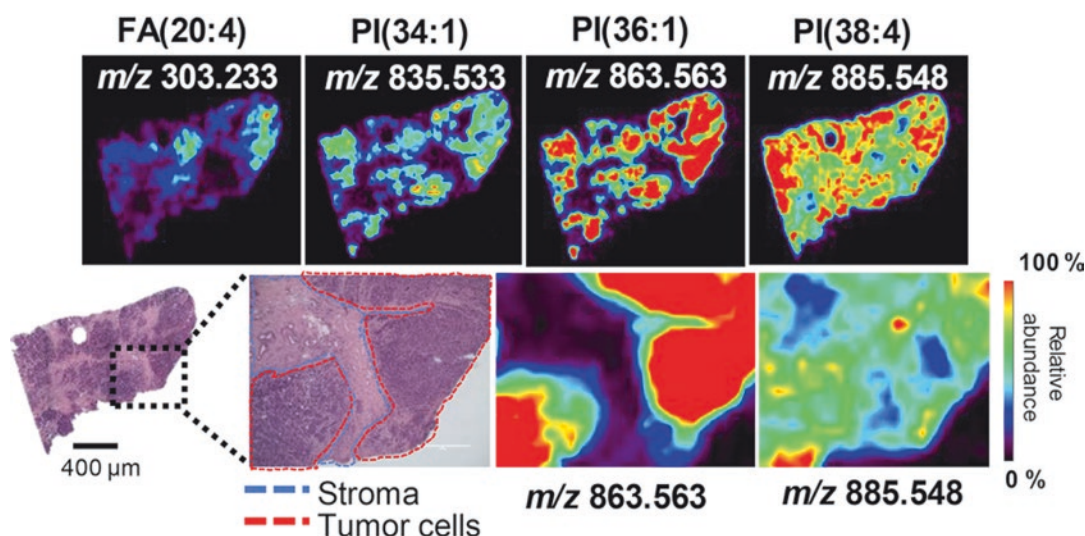 FA(20:4) PI(34:1) PI(36:1) PI(38:4)
m/z 303.233 m/z 835.533 m/z 863.563 m/z 885.548
100 %
Relative
abundance
0 %
400 µm
m/z 863.563 m/z 885.548
Stroma
Tumor cells